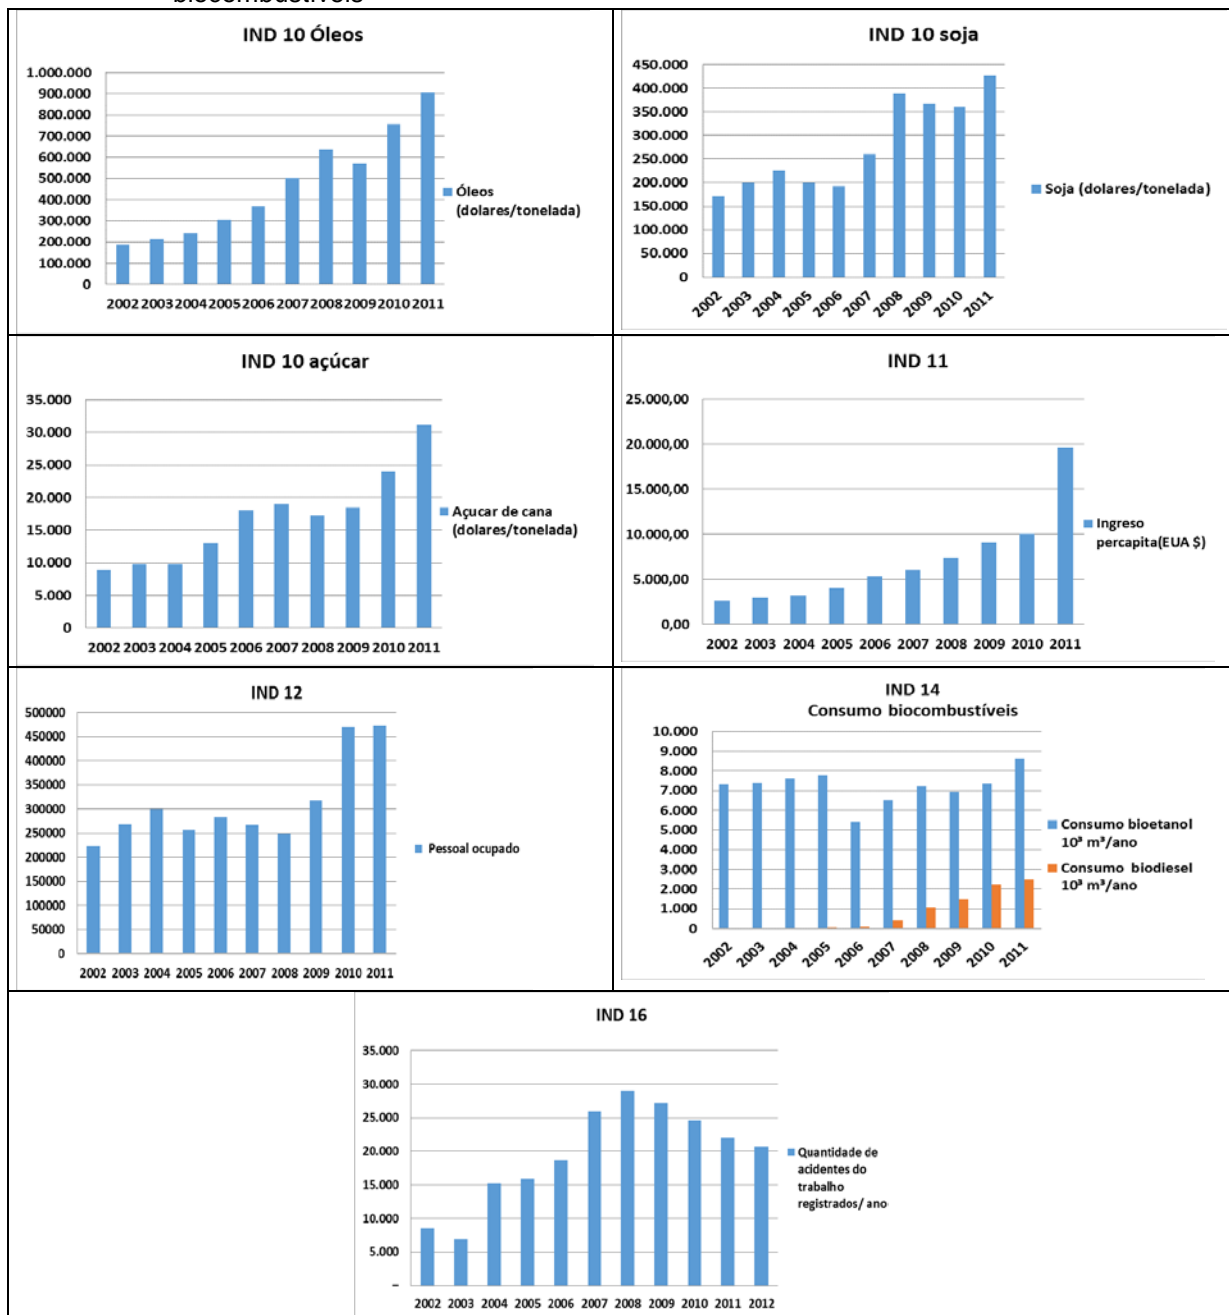 biocombustíveis
IND 10 Óleos
1.000.000
900.000
800.000
700.000
600.000
500.000
400.000
300.000
200.000
100.000
0
2002 2003 2004 2005 2006 2007 2008 2009 2010 2011
Óleos
(dolares/tonelada)
IND 10 soja
450.000
400.000
350.000
300.000
250.000
200.000
150.000
100.000
50.000
0
2002 2003 2004 2005 2006 2007 2008 2009 2010 2011
Soja (dolares/tonelada)
IND 10 açúcar
35.000
30.000
25.000
20.000
15.000
10.000
5.000
0
2002 2003 2004 2005 2006 2007 2008 2009 2010 2011
Açucar de cana
(dolares/tonelada)
IND 11
25.000,00
20.000,00
15.000,00
10.000,00
5.000,00
0,00
2002 2003 2004 2005 2006 2007 2008 2009 2010 2011
Ingreso
percapita(EUA $)
IND 12
500000
450000
400000
350000
300000
250000
200000
150000
100000
50000
0
2002 2003 2004 2005 2006 2007 2008 2009 2010 2011
Pessoal ocupado
IND 14
Consumo biocombustíveis
10.000
9.000
8.000
7.000
6.000
5.000
4.000
3.000
2.000
1.000
0
2002 2003 2004 2005 2006 2007 2008 2009 2010 2011
Consumo bioetanol
10³ m³/ano
Consumo biodiesel
10³ m³/ano
IND 16
35.000
30.000
25.000
20.000
15.000
10.000
5.000
–
2002 2003 2004 2005 2006 2007 2008 2009 2010 2011 2012
Quantidade de
acidentes do
trabalho
registrados/ ano